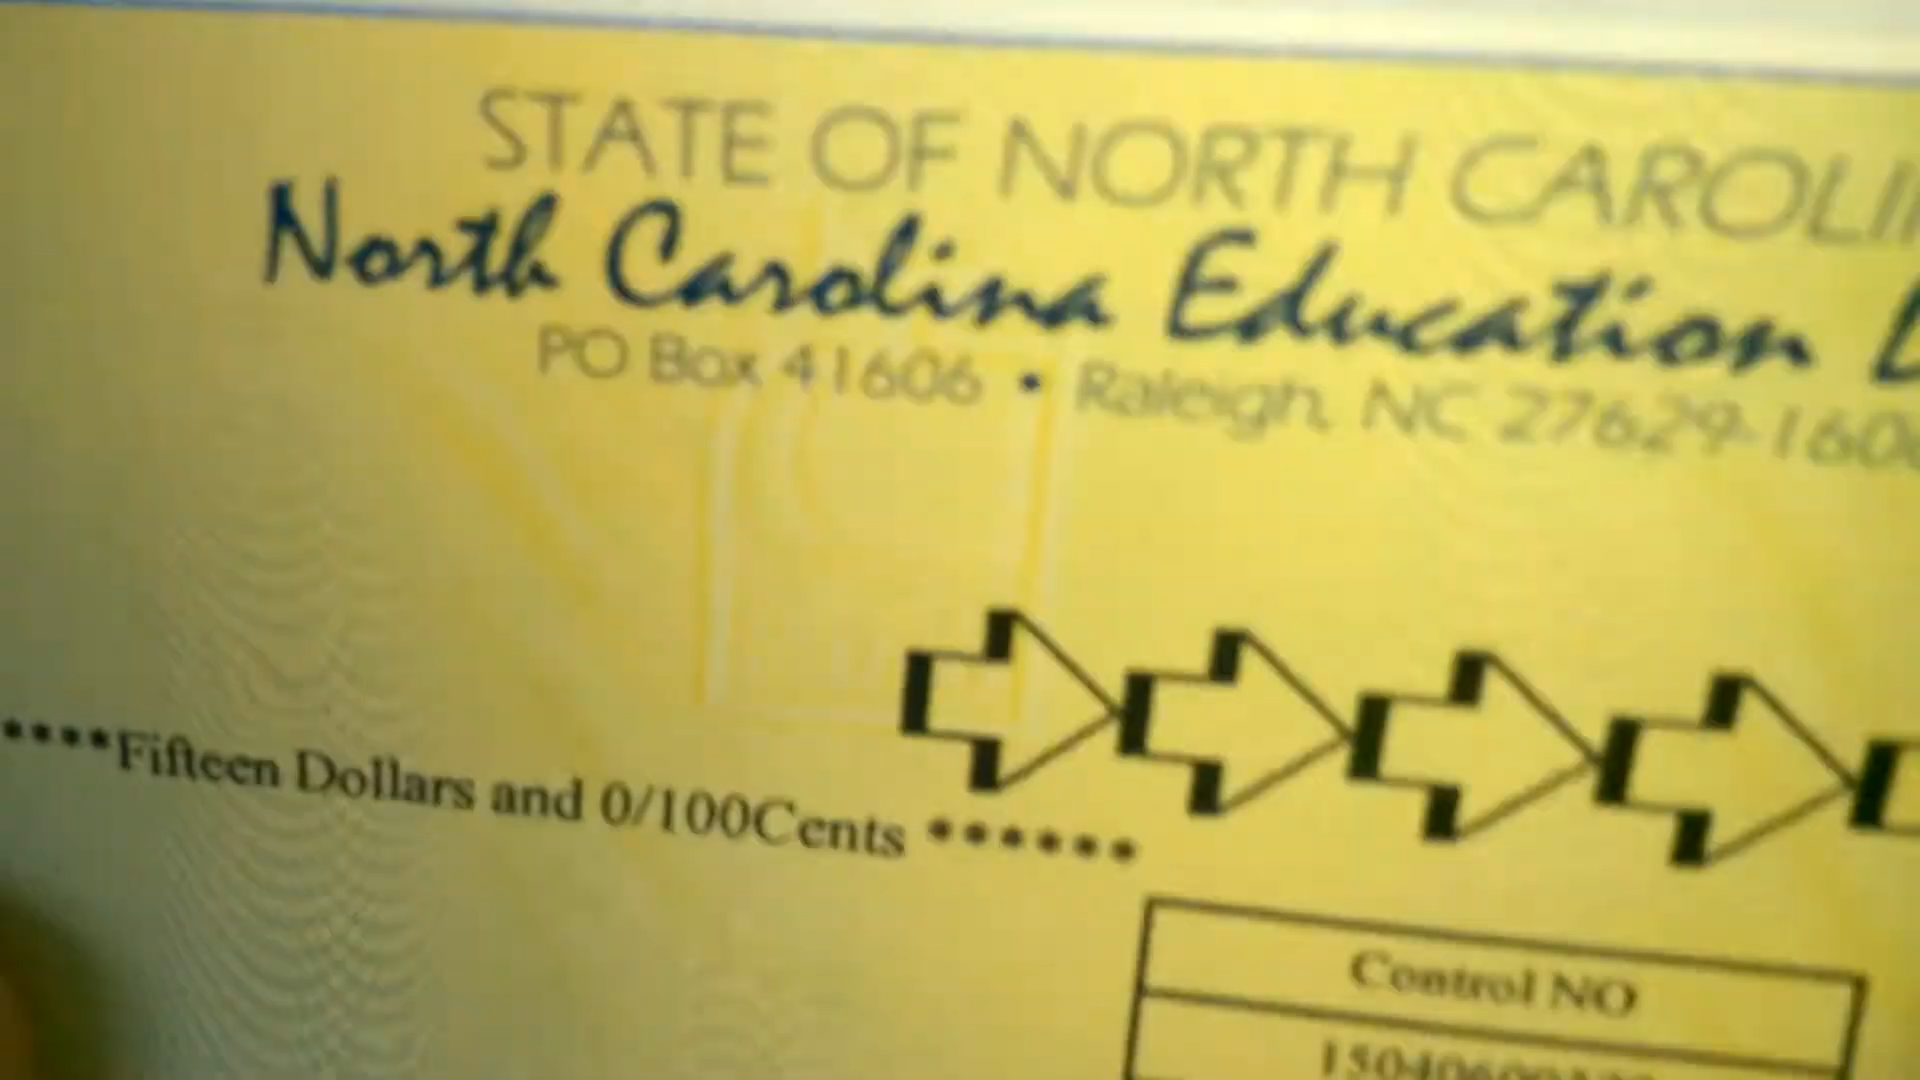 STATE OF NORTH
North Carolina Education
PO Box 41606 • Raleigh, NC 27629-160
****Fifteen Dollars and 0/100Cents ******
Control NO